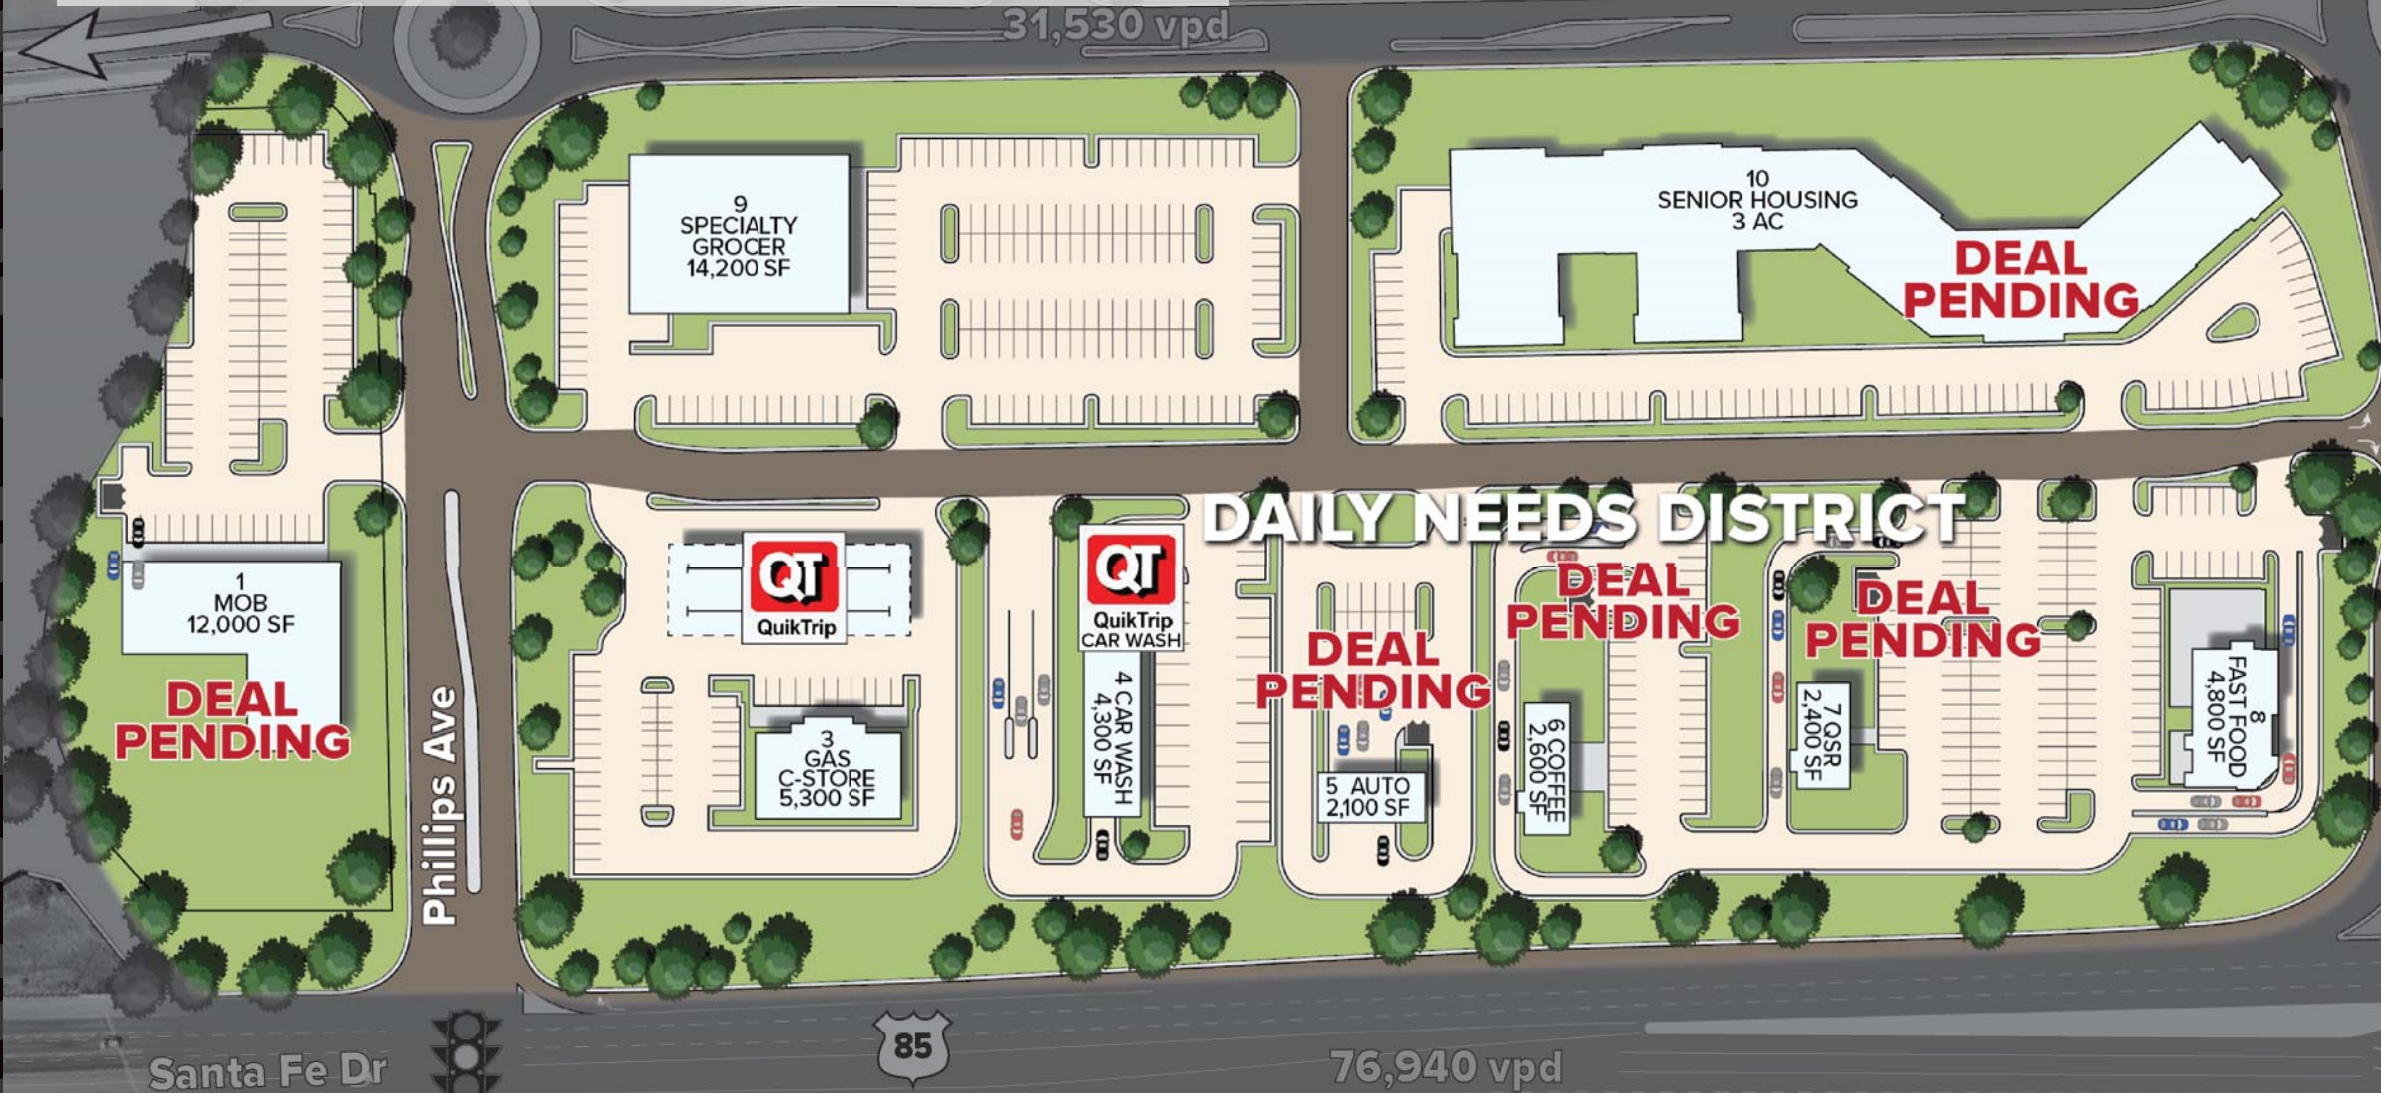 31,530 vpd
9
SPECIALTY
GROCER
14,200 SF
10
SENIOR HOUSING
3 AC
DEAL
PENDING
DAILY NEEDS DISTRICT
1
MOB
12,000 SF
DEAL
PENDING
Phillips Ave
QT
QuikTrip
3
GAS
C-STORE
5,300 SF
QT
QuikTrip
CAR WASH
4 CAR WASH
4,300 SF
DEAL
PENDING
5 AUTO
2,100 SF
DEAL
PENDING
6 COFFEE
2,600 SF
DEAL
PENDING
7 QSR
2,400 SF
8
FAST FOOD
4,800 SF
Santa Fe Dr
85
76,940 vpd